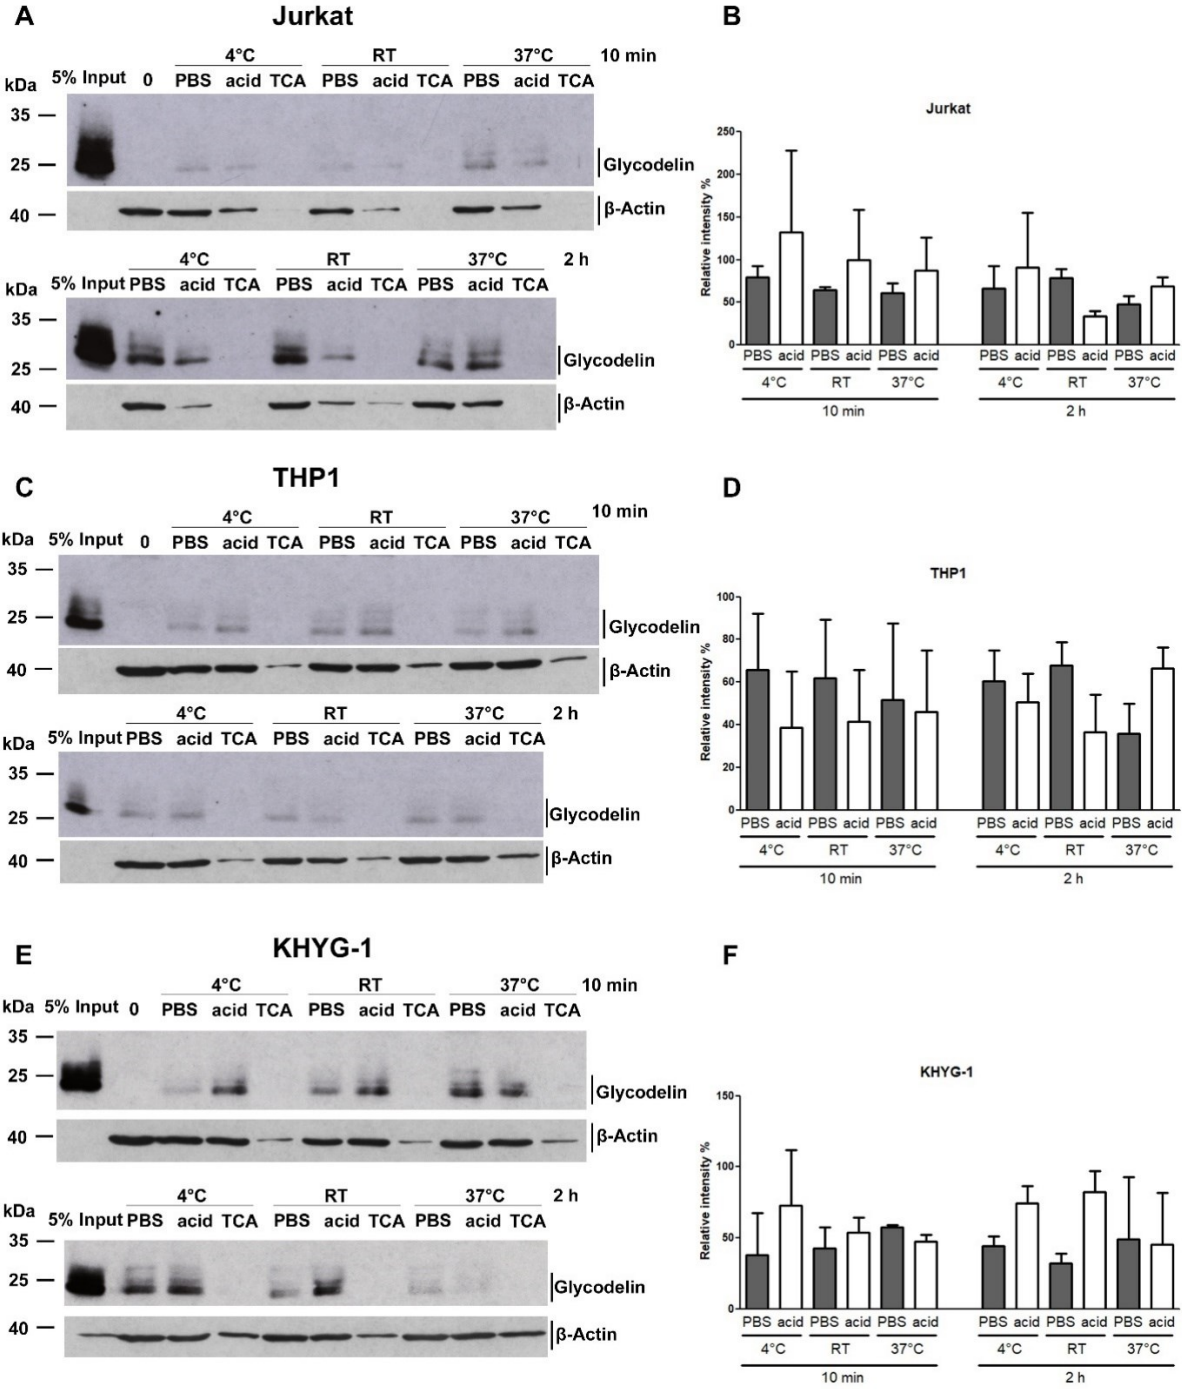 A
Jurkat
4°C RT 37°C 10 min
kDa 5% Input 0 PBS acid TCA PBS acid TCA PBS acid TCA
35
25
Glycodelin
40
β-Actin
4°C RT 37°C 2 h
kDa 5% Input PBS acid TCA PBS acid TCA PBS acid TCA
35
25
Glycodelin
40
β-Actin
B
Jurkat
Relative intensity %
250
200
150
100
50
0
PBS acid PBS acid PBS acid PBS acid PBS acid PBS acid
4°C RT 37°C 4°C RT 37°C
10 min 2 h
C
THP1
4°C RT 37°C 10 min
kDa 5% Input 0 PBS acid TCA PBS acid TCA PBS acid TCA
35
25
Glycodelin
40
β-Actin
4°C RT 37°C 2 h
kDa 5% Input PBS acid TCA PBS acid TCA PBS acid TCA
35
25
Glycodelin
40
β-Actin
D
THP1
Relative intensity %
100
80
60
40
20
0
PBS acid PBS acid PBS acid PBS acid PBS acid PBS acid
4°C RT 37°C 4°C RT 37°C
10 min 2 h
E
KHYG-1
4°C RT 37°C 10 min
kDa 5% Input 0 PBS acid TCA PBS acid TCA PBS acid TCA
35
25
Glycodelin
40
β-Actin
4°C RT 37°C 2 h
kDa 5% Input PBS acid TCA PBS acid TCA PBS acid TCA
35
25
Glycodelin
40
β-Actin
F
KHYG-1
Relative intensity %
150
100
50
0
PBS acid PBS acid PBS acid PBS acid PBS acid PBS acid
4°C RT 37°C 4°C RT 37°C
10 min 2 h